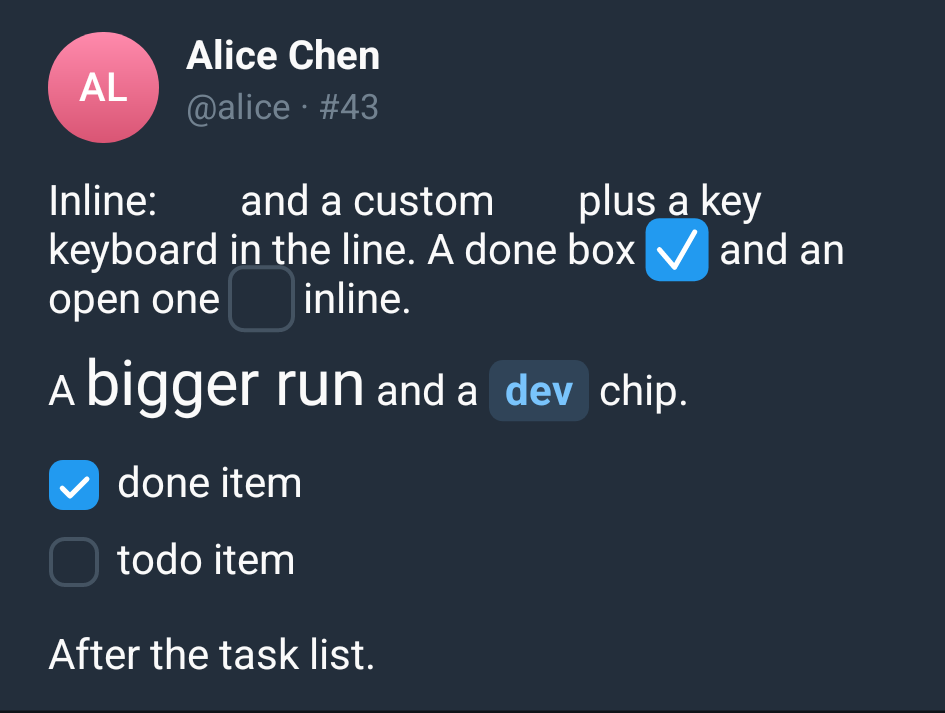 AL
Alice Chen
@alice · #43
Inline: and a custom plus a key
keyboard in the line. A done box and an
open one inline.
A bigger run and a dev chip.
done item
todo item
After the task list.